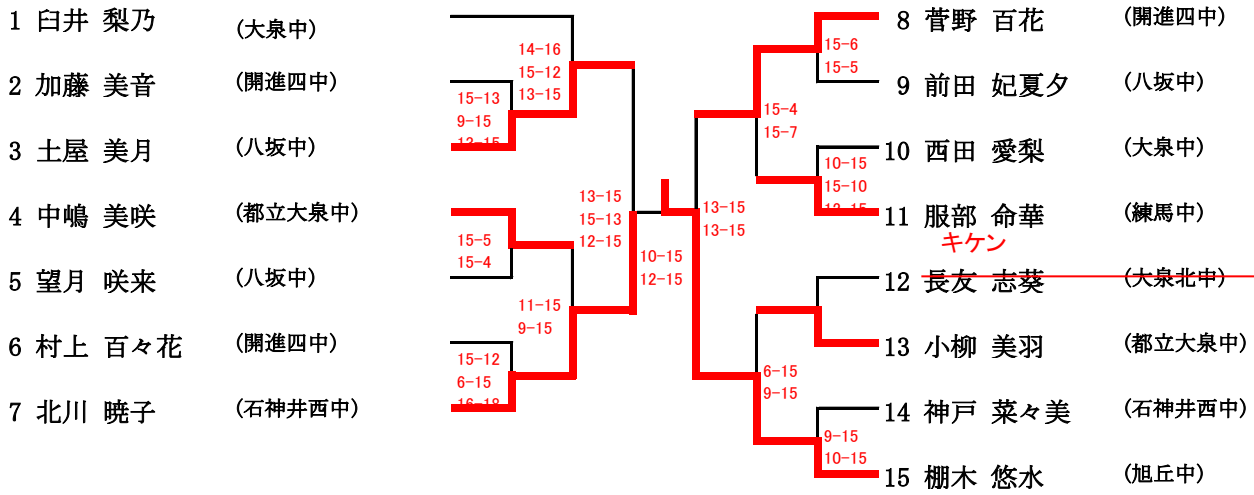 1 臼井 梨乃 (大泉中)
2 加藤 美音 (開進四中)
3 土屋 美月 (八坂中)
4 中嶋 美咲 (都立大泉中)
5 望月 咲来 (八坂中)
6 村上 百々花 (開進四中)
7 北川 暁子 (石神井西中)
14-16
15-12
13-15
15-13
9-15
15-5
15-4
11-15
9-15
15-12
6-15
16-18
13-15
15-13
12-15
10-15
12-15
13-15
13-15
15-4
15-7
15-6
15-5
10-15
15-10
6-15
9-15
9-15
10-15
8 菅野 百花 (開進四中)
9 前田 妃夏夕 (八坂中)
10 西田 愛梨 (大泉中)
11 服部 命華 (練馬中)
キケン
12 長友 志葵 (大泉北中)
13 小柳 美羽 (都立大泉中)
14 神戸 菜々美 (石神井西中)
15 棚木 悠水 (旭丘中)